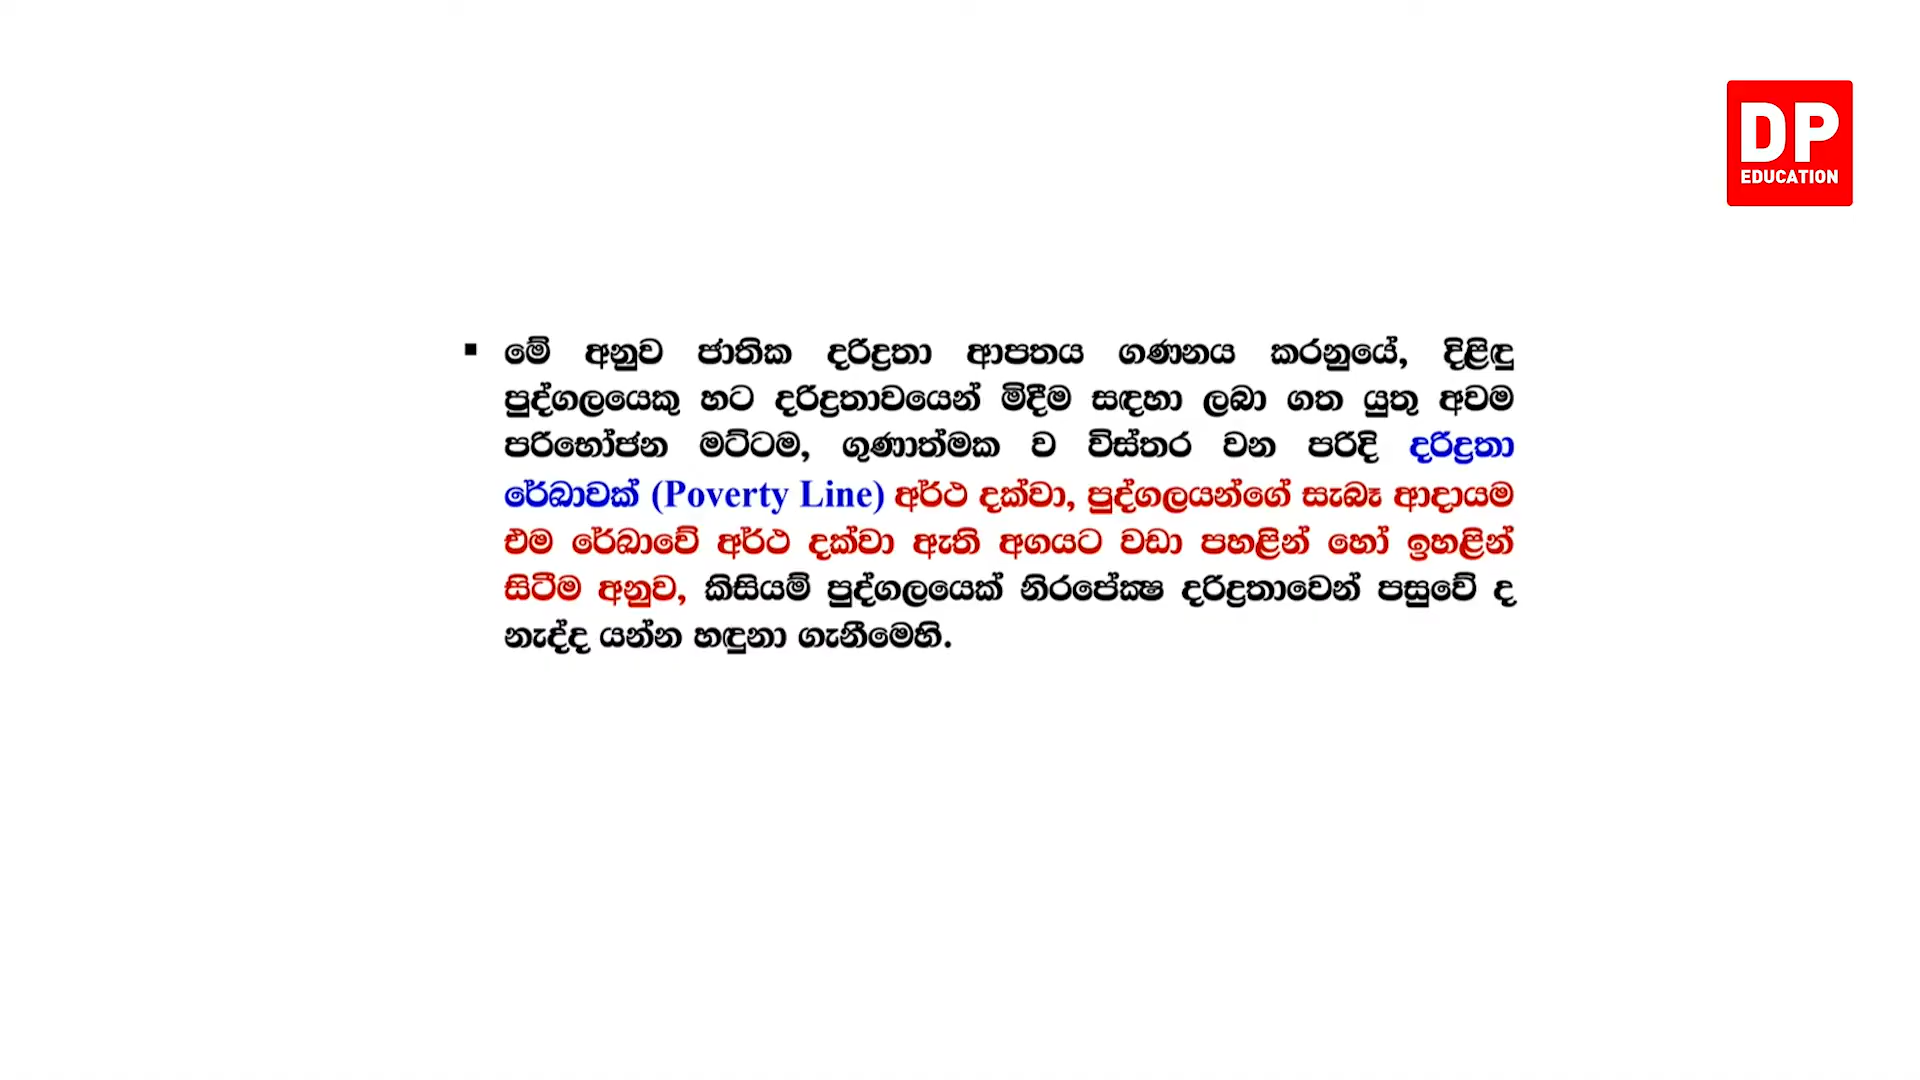 DP
EDUCATION
▪ මේ අනුව ජාතික දරිද්‍රතා ආපතය ගණනය කරනුයේ, දිළිඳු
පුද්ගලයෙකු හට දරිද්‍රතාවයෙන් මිදීම සඳහා ලබා ගත යුතු අවම
පරිභෝජන මට්ටම, ගුණාත්මක ව විස්තර වන පරිදි දරිද්‍රතා
රේඛාවක් (Poverty Line) අර්ථ දක්වා, පුද්ගලයන්ගේ සැබෑ ආදායම
එම රේඛාවේ අර්ථ දක්වා ඇති අගයට වඩා පහළින් හෝ ඉහළින්
සිටීම අනුව, කිසියම් පුද්ගලයෙක් නිරපේක්‍ෂ දරිද්‍රතාවෙන් පසුවේ ද
නැද්ද යන්න හඳුනා ගැනීමෙහි.